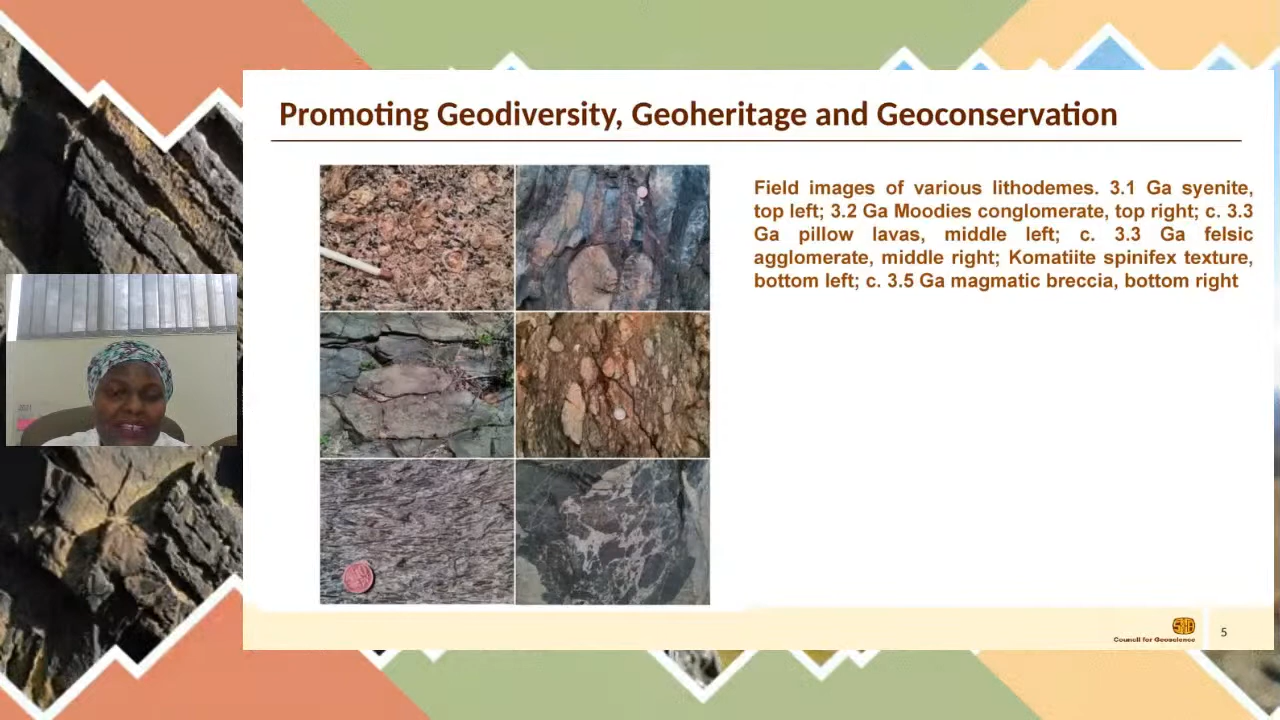 Promoting Geodiversity, Geoheritage and Geoconservation
Field images of various lithodemes. 3.1 Ga syenite,
top left; 3.2 Ga Moodies conglomerate, top right; c. 3.3
Ga pillow lavas, middle left; c. 3.3 Ga felsic
agglomerate, middle right; Komatiite spinifex texture,
bottom left; c. 3.5 Ga magmatic breccia, bottom right
2021
Council for Geoscience
5